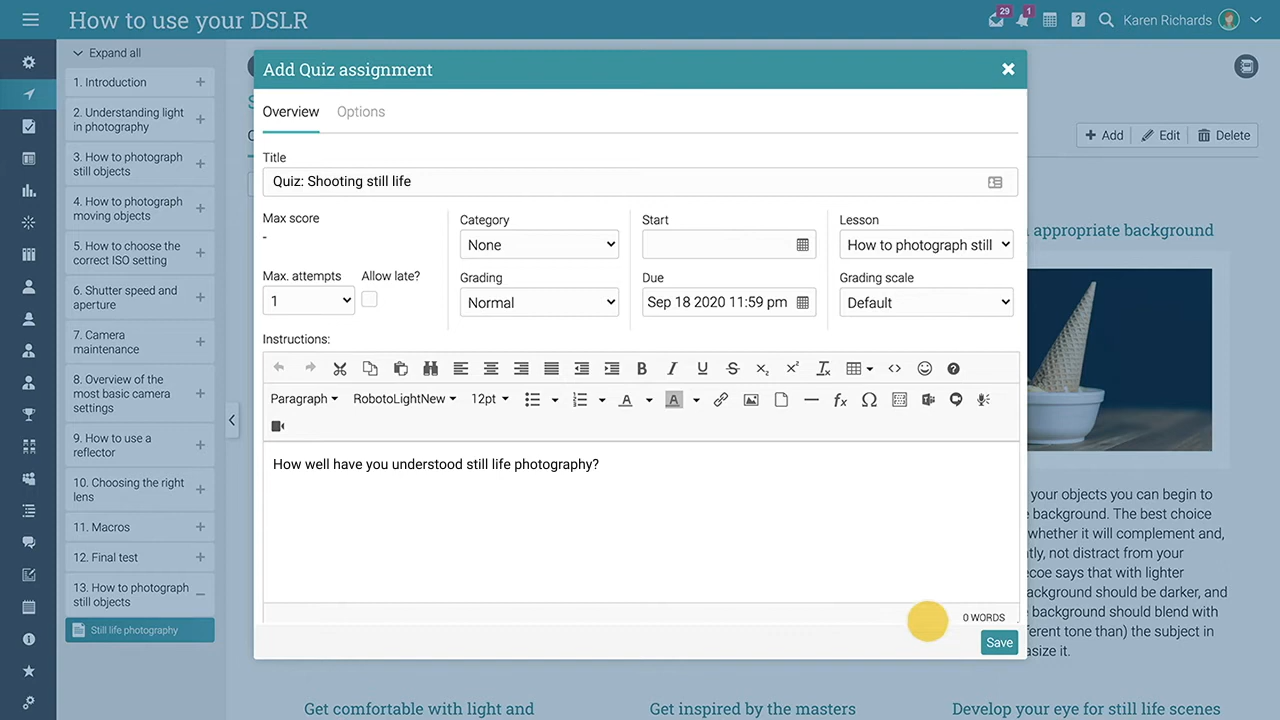 How to use your DSLR
29
1
Karen Richards
Expand all
1. Introduction
2. Understanding light
in photography
3. How to photograph
still objects
4. How to photograph
moving objects
5. How to choose the
correct ISO setting
6. Shutter speed and
aperture
7. Camera
maintenance
8. Overview of the
most basic camera
settings
9. How to use a
reflector
10. Choosing the right
lens
11. Macros
12. Final test
13. How to photograph
still objects
Still life photography
Add Quiz assignment
Overview
Options
Title
Quiz: Shooting still life
Max score
-
Category
None
Start
Lesson
How to photograph still
Max. attempts
1
Allow late?
Grading
Normal
Due
Sep 18 2020 11:59 pm
Grading scale
Default
Instructions:
Paragraph
RobotoLightNew
12pt
How well have you understood still life photography?
0 WORDS
Save
Add
Edit
Delete
appropriate background
your objects you can begin to
background. The best choice
whether it will complement and,
not distract from your
says that with lighter
background should be darker, and
background should blend with
tone than) the subject in
it.
Get comfortable with light and
Get inspired by the masters
Develop your eye for still life scenes